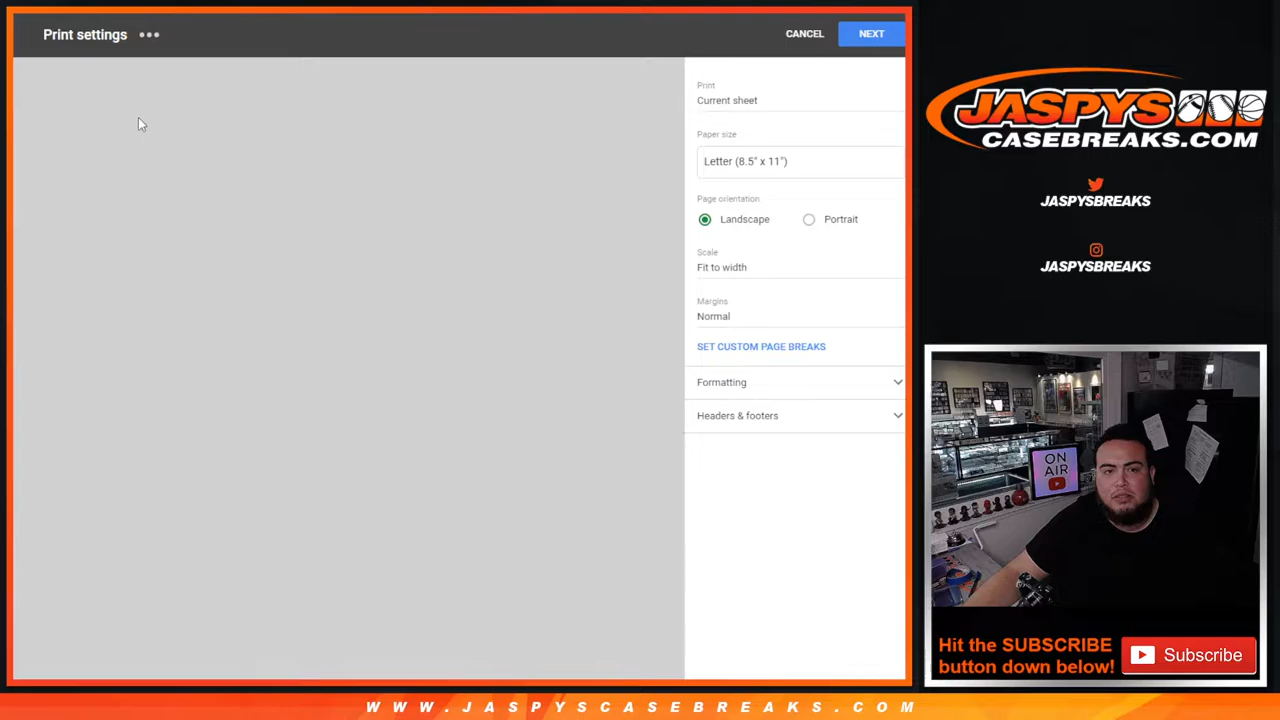 Print settings
CANCEL
NEXT
Print
Current sheet
Paper size
Letter (8.5" x 11")
Page orientation
Landscape
Portrait
Scale
Fit to width
Margins
Normal
SET CUSTOM PAGE BREAKS
Formatting
Headers & footers
JASPYS
CASEBREAKS.COM
JASPYSBREAKS
JASPYSBREAKS
ON
AIR
Hit the SUBSCRIBE
button down below!
Subscribe
WWW.JASPYSCASEBREAKS.COM